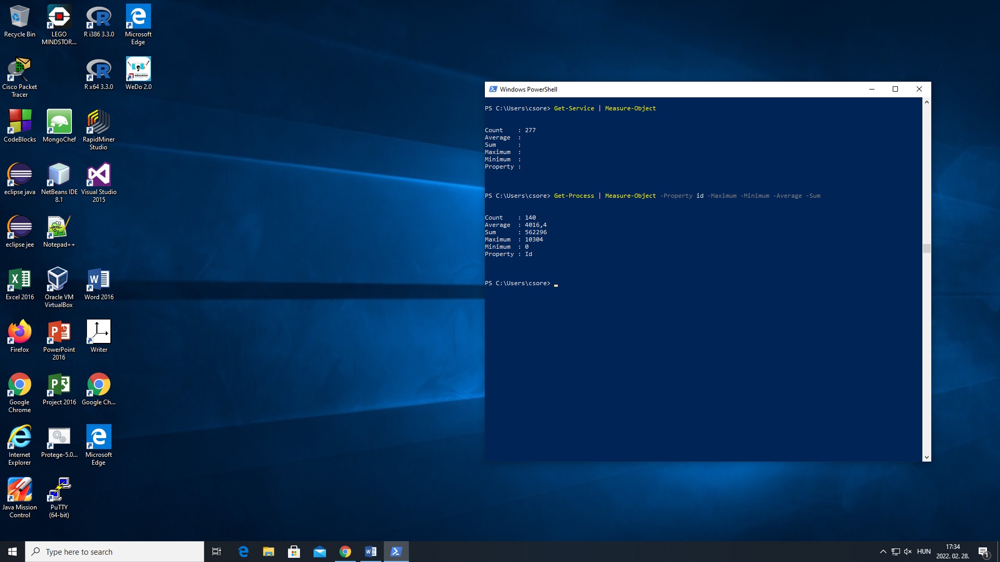 Recycle Bin
LEGO
MINDSTOR...
R i386 3.3.0
Microsoft
Edge
Cisco Packet
Tracer
R x64 3.3.0
education
WeDo 2.0
CodeBlocks
MongoChef
RapidMiner
Studio
eclipse java
NetBeans IDE
8.1
Visual Studio
2015
eclipse jee
Notepad++
Excel 2016
Oracle VM
VirtualBox
Word 2016
Firefox
PowerPoint
2016
Writer
Google
Chrome
Project 2016
Google Ch...
Internet
Explorer
Protege-5.0...
Microsoft
Edge
Java Mission
Control
PuTTY
(64-bit)
Windows PowerShell
PS C:\Users\csore> Get-Service | Measure-Object
Count    : 277
Average  :
Sum      :
Maximum  :
Minimum  :
Property :
PS C:\Users\csore> Get-Process | Measure-Object -Property id -Maximum -Minimum -Average -Sum
Count    : 140
Average  : 4016,4
Sum      : 562296
Maximum  : 10304
Minimum  : 0
Property : Id
PS C:\Users\csore>
Type here to search
HUN
17:34
2022. 02. 28.
1